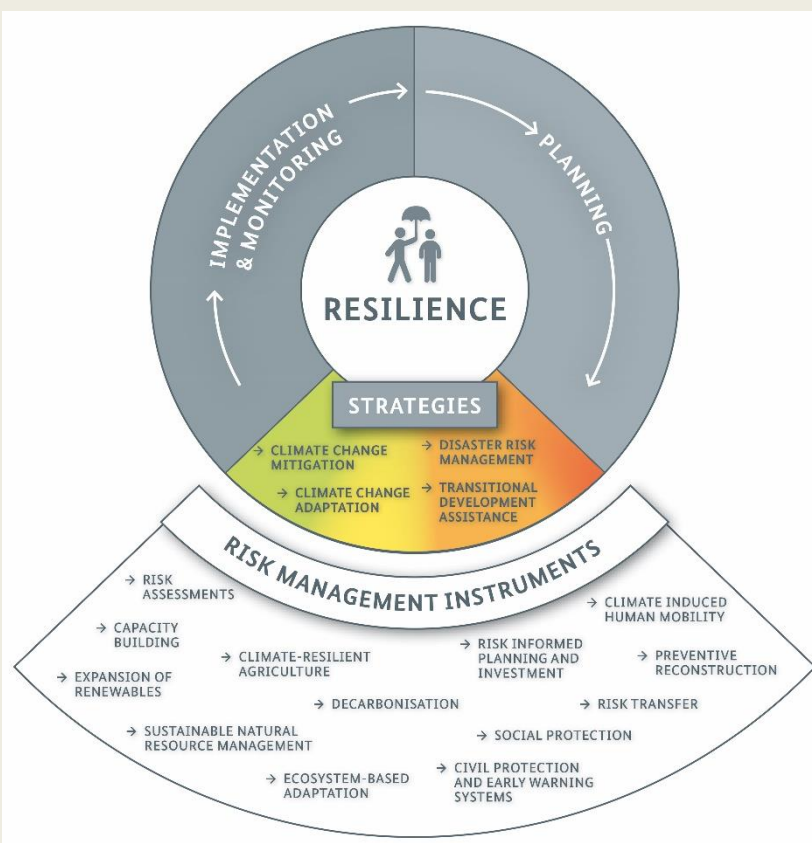 IMPLEMENTATION
& MONITORING
PLANNING
RESILIENCE
STRATEGIES
→ CLIMATE CHANGE
MITIGATION
→ CLIMATE CHANGE
ADAPTATION
→ DISASTER RISK
MANAGEMENT
→ TRANSITIONAL
DEVELOPMENT
ASSISTANCE
RISK MANAGEMENT INSTRUMENTS
→ RISK
ASSESSMENTS
→ CAPACITY
BUILDING
→ EXPANSION OF
RENEWABLES
→ CLIMATE-RESILIENT
AGRICULTURE
→ DECARBONISATION
→ SUSTAINABLE NATURAL
RESOURCE MANAGEMENT
→ ECOSYSTEM-BASED
ADAPTATION
→ CLIMATE INDUCED
HUMAN MOBILITY
→ RISK INFORMED
PLANNING AND
INVESTMENT
→ PREVENTIVE
RECONSTRUCTION
→ RISK TRANSFER
→ SOCIAL PROTECTION
→ CIVIL PROTECTION
AND EARLY WARNING
SYSTEMS